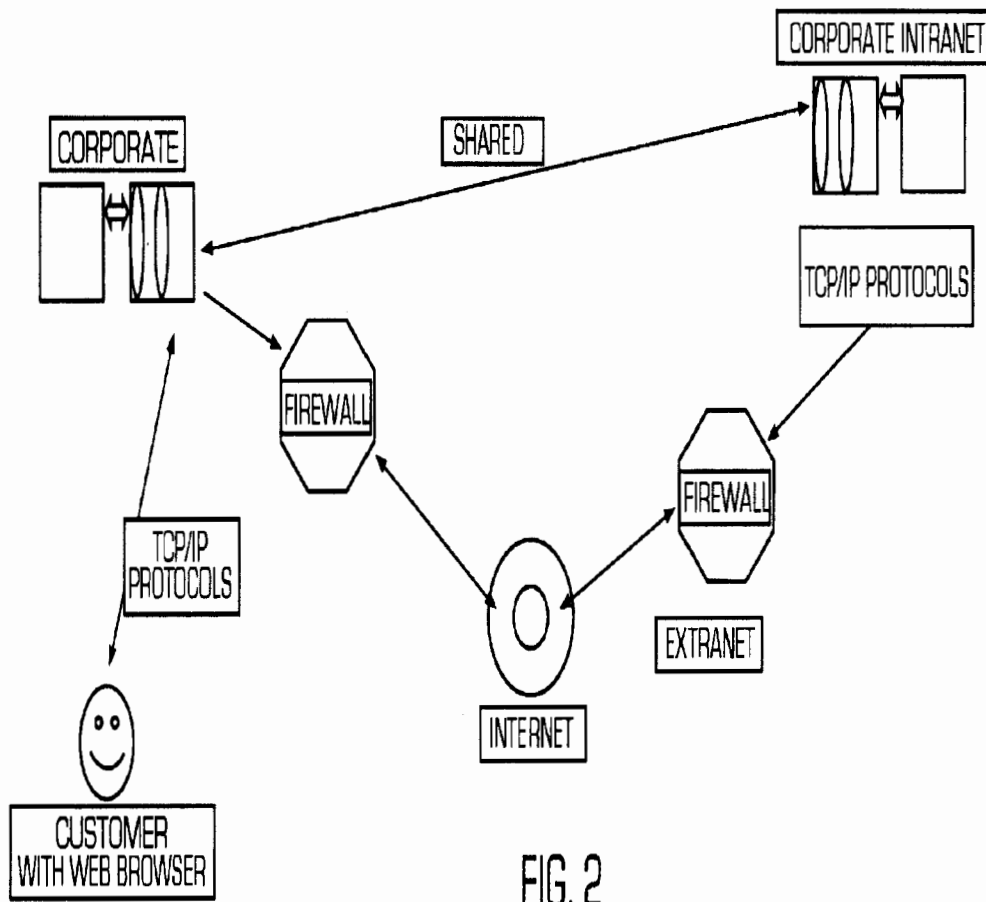 CORPORATE INTRANET
SHARED
CORPORATE
TCP/IP PROTOCOLS
FIREWALL
FIREWALL
TCP/IP
PROTOCOLS
EXTRANET
INTERNET
CUSTOMER
WITH WEB BROWSER
FIG. 2